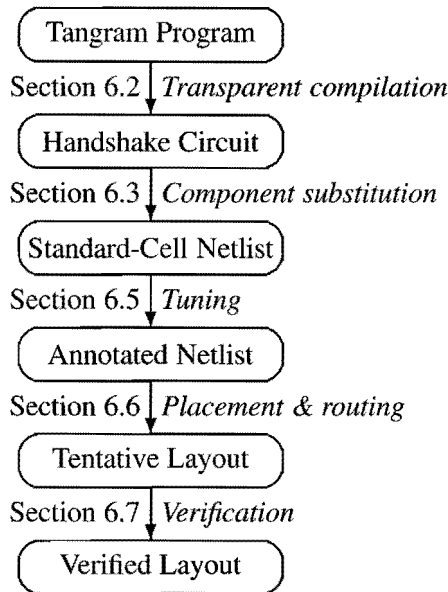 Tangram Program
Section 6.2 Transparent compilation
Handshake Circuit
Section 6.3 Component substitution
Standard-Cell Netlist
Section 6.5 Tuning
Annotated Netlist
Section 6.6 Placement & routing
Tentative Layout
Section 6.7 Verification
Verified Layout